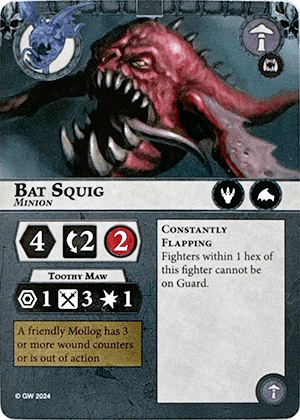 BAT SQUIG
MINION
4 2 2
TOOTHY MAW
1 3 1
A friendly Mollog has 3
or more wound counters
or is out of action
CONSTANTLY
FLAPPING
Fighters within 1 hex of
this fighter cannot be
on Guard.
© GW 2024